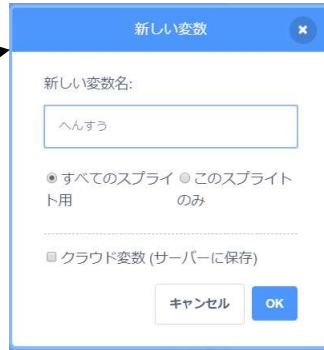 新しい変数
新しい変数名:
へんすう
すべてのスプライト用
このスプライトのみ
クラウド変数 (サーバーに保存)
キャンセル OK